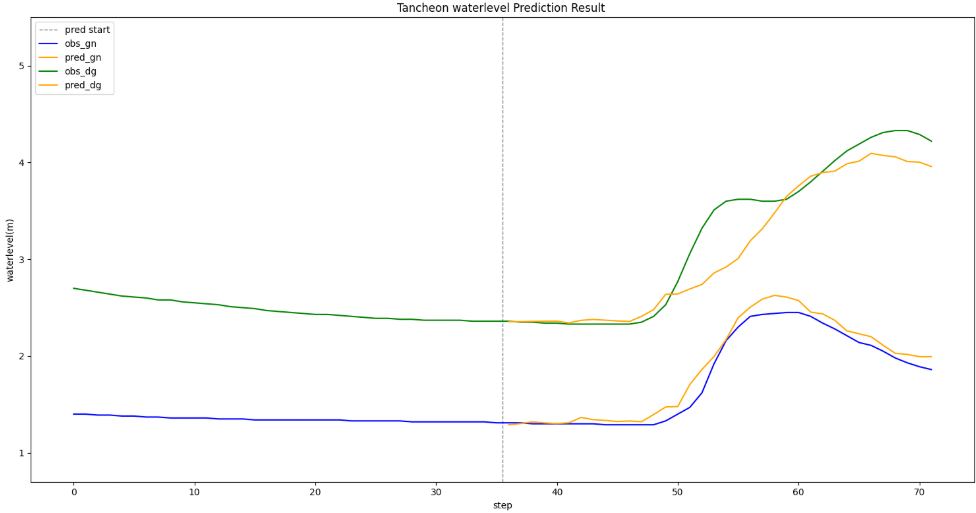 Tancheon waterlevel Prediction Result
pred start
obs_gn
pred_gn
obs_dg
pred_dg
waterlevel(m)
5
4
3
2
1
0 10 20 30 40 50 60 70
step